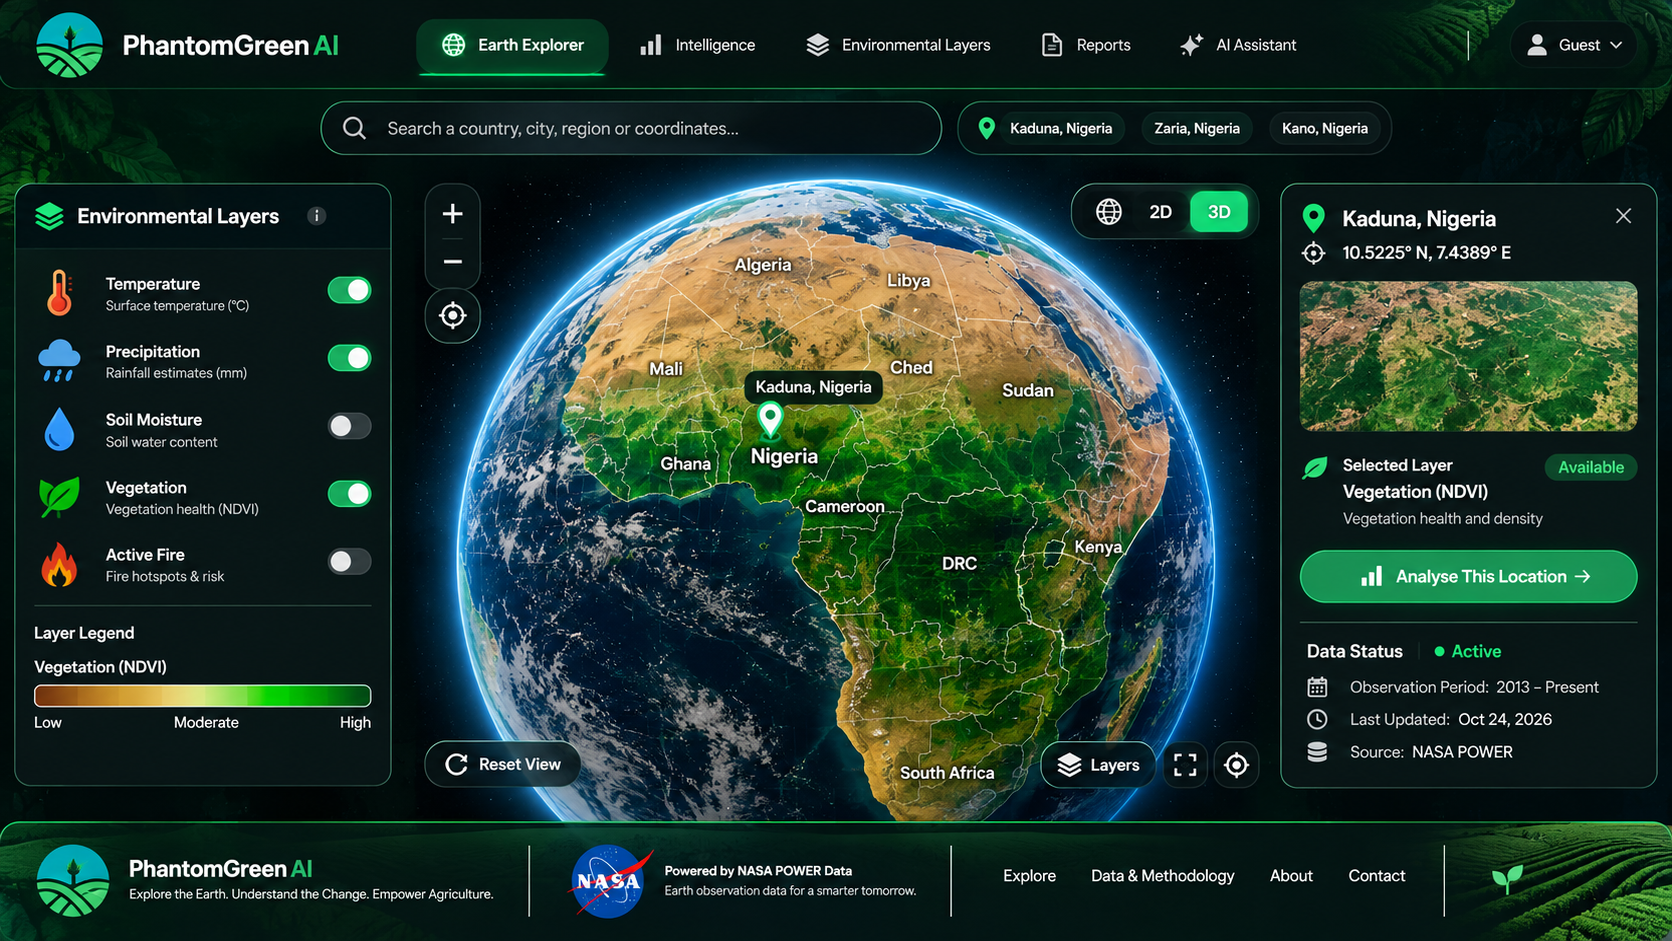 PhantomGreen AI
Earth Explorer
Intelligence
Environmental Layers
Reports
AI Assistant
Guest
Search a country, city, region or coordinates...
Kaduna, Nigeria
Zaria, Nigeria
Kano, Nigeria
Environmental Layers
i
Temperature
Surface temperature (°C)
Precipitation
Rainfall estimates (mm)
Soil Moisture
Soil water content
Vegetation
Vegetation health (NDVI)
Active Fire
Fire hotspots & risk
Layer Legend
Vegetation (NDVI)
Low
Moderate
High
+
−
2D
3D
Algeria
Libya
Mali
Ched
Sudan
Kaduna, Nigeria
Nigeria
Ghana
Cameroon
DRC
Kenya
South Africa
Reset View
Layers
Kaduna, Nigeria
10.5225° N, 7.4389° E
Selected Layer
Available
Vegetation (NDVI)
Vegetation health and density
Analyse This Location →
Data Status
Active
Observation Period: 2013 – Present
Last Updated: Oct 24, 2026
Source: NASA POWER
PhantomGreen AI
Explore the Earth. Understand the Change. Empower Agriculture.
NASA
Powered by NASA POWER Data
Earth observation data for a smarter tomorrow.
Explore
Data & Methodology
About
Contact